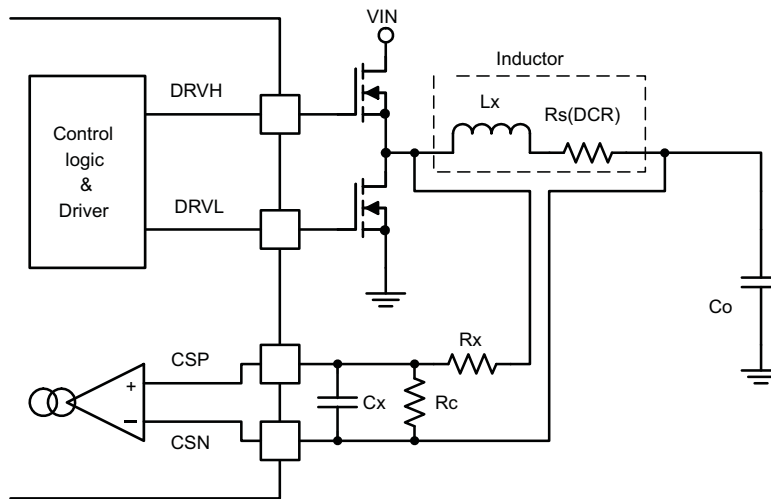 VIN
Inductor
DRVH
Lx
Rs(DCR)
Control
logic
&
Driver
DRVL
Co
Rx
CSP
+
Cx
Rc
−
CSN